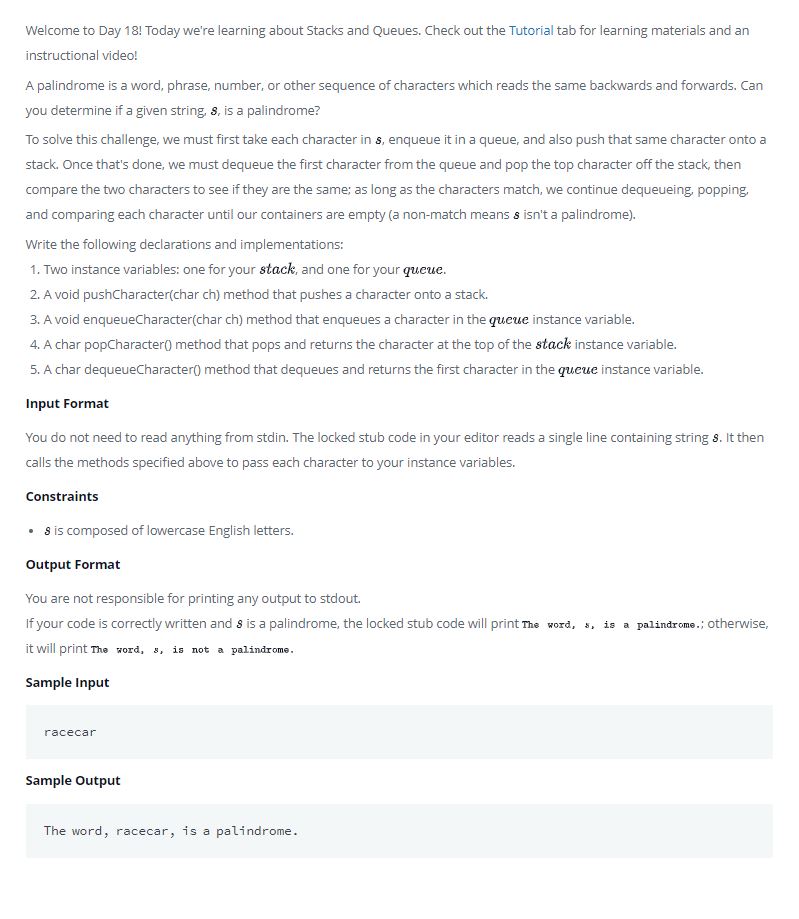 Welcome to Day 18! Today we're learning about Stacks and Queues. Check out the Tutorial tab for learning materials and an
instructional video!
A palindrome is a word, phrase, number, or other sequence of characters which reads the same backwards and forwards. Can
you determine if a given string, s, is a palindrome?
To solve this challenge, we must first take each character in s, enqueue it in a queue, and also push that same character onto a
stack. Once that's done, we must dequeue the first character from the queue and pop the top character off the stack, then
compare the two characters to see if they are the same; as long as the characters match, we continue dequeueing, popping,
and comparing each character until our containers are empty (a non-match means s isn't a palindrome).
Write the following declarations and implementations:
1. Two instance variables: one for your stack, and one for your queue.
2. A void pushCharacter(char ch) method that pushes a character onto a stack.
3. A void enqueueCharacter(char ch) method that enqueues a character in the queue instance variable.
4. A char popCharacter() method that pops and returns the character at the top of the stack instance variable.
5. A char dequeueCharacter() method that dequeues and returns the first character in the queue instance variable.
Input Format
You do not need to read anything from stdin. The locked stub code in your editor reads a single line containing string s. It then
calls the methods specified above to pass each character to your instance variables.
Constraints
• s is composed of lowercase English letters.
Output Format
You are not responsible for printing any output to stdout.
If your code is correctly written and s is a palindrome, the locked stub code will print The word, s, is a palindrome.; otherwise,
it will print The word, s, is not a palindrome.
Sample Input
racecar
Sample Output
The word, racecar, is a palindrome.